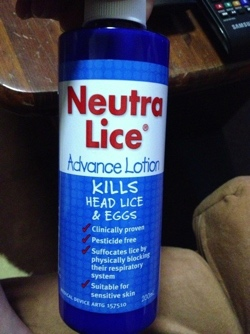 Neutra
Lice®
Advance Lotion
KILLS
HEAD LICE
& EGGS
Clinically proven
Pesticide free
Suffocates lice by
physically blocking
their respiratory
system
Suitable for
sensitive skin
DEVICE ARTG 157510
200mL
SAMSUNG